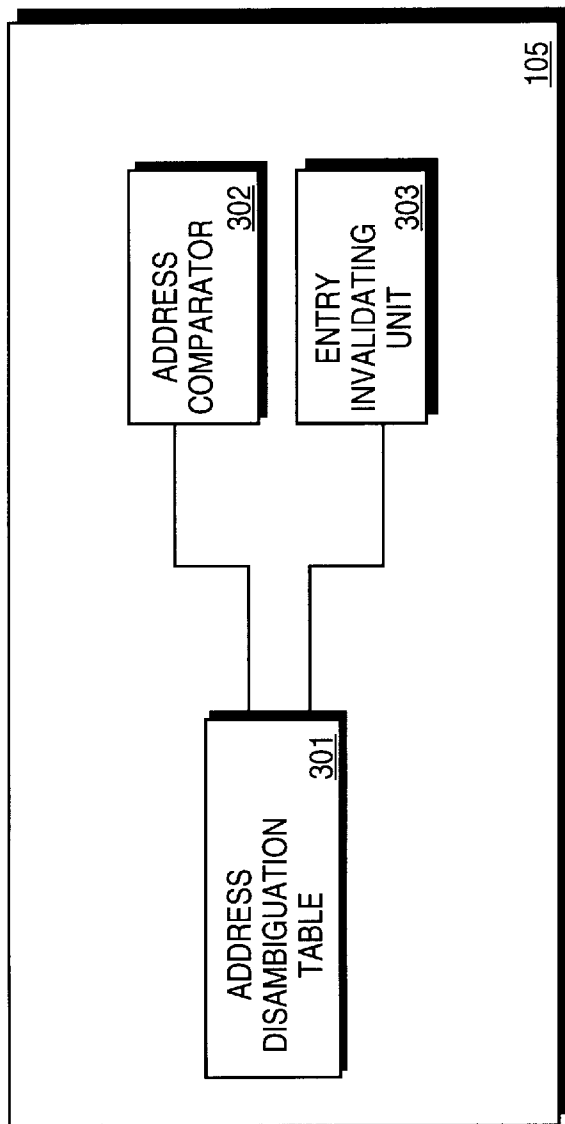 105
ADDRESS
DISAMBIGUATION
TABLE
301
ADDRESS
COMPARATOR
302
ENTRY
INVALIDATING
UNIT
303